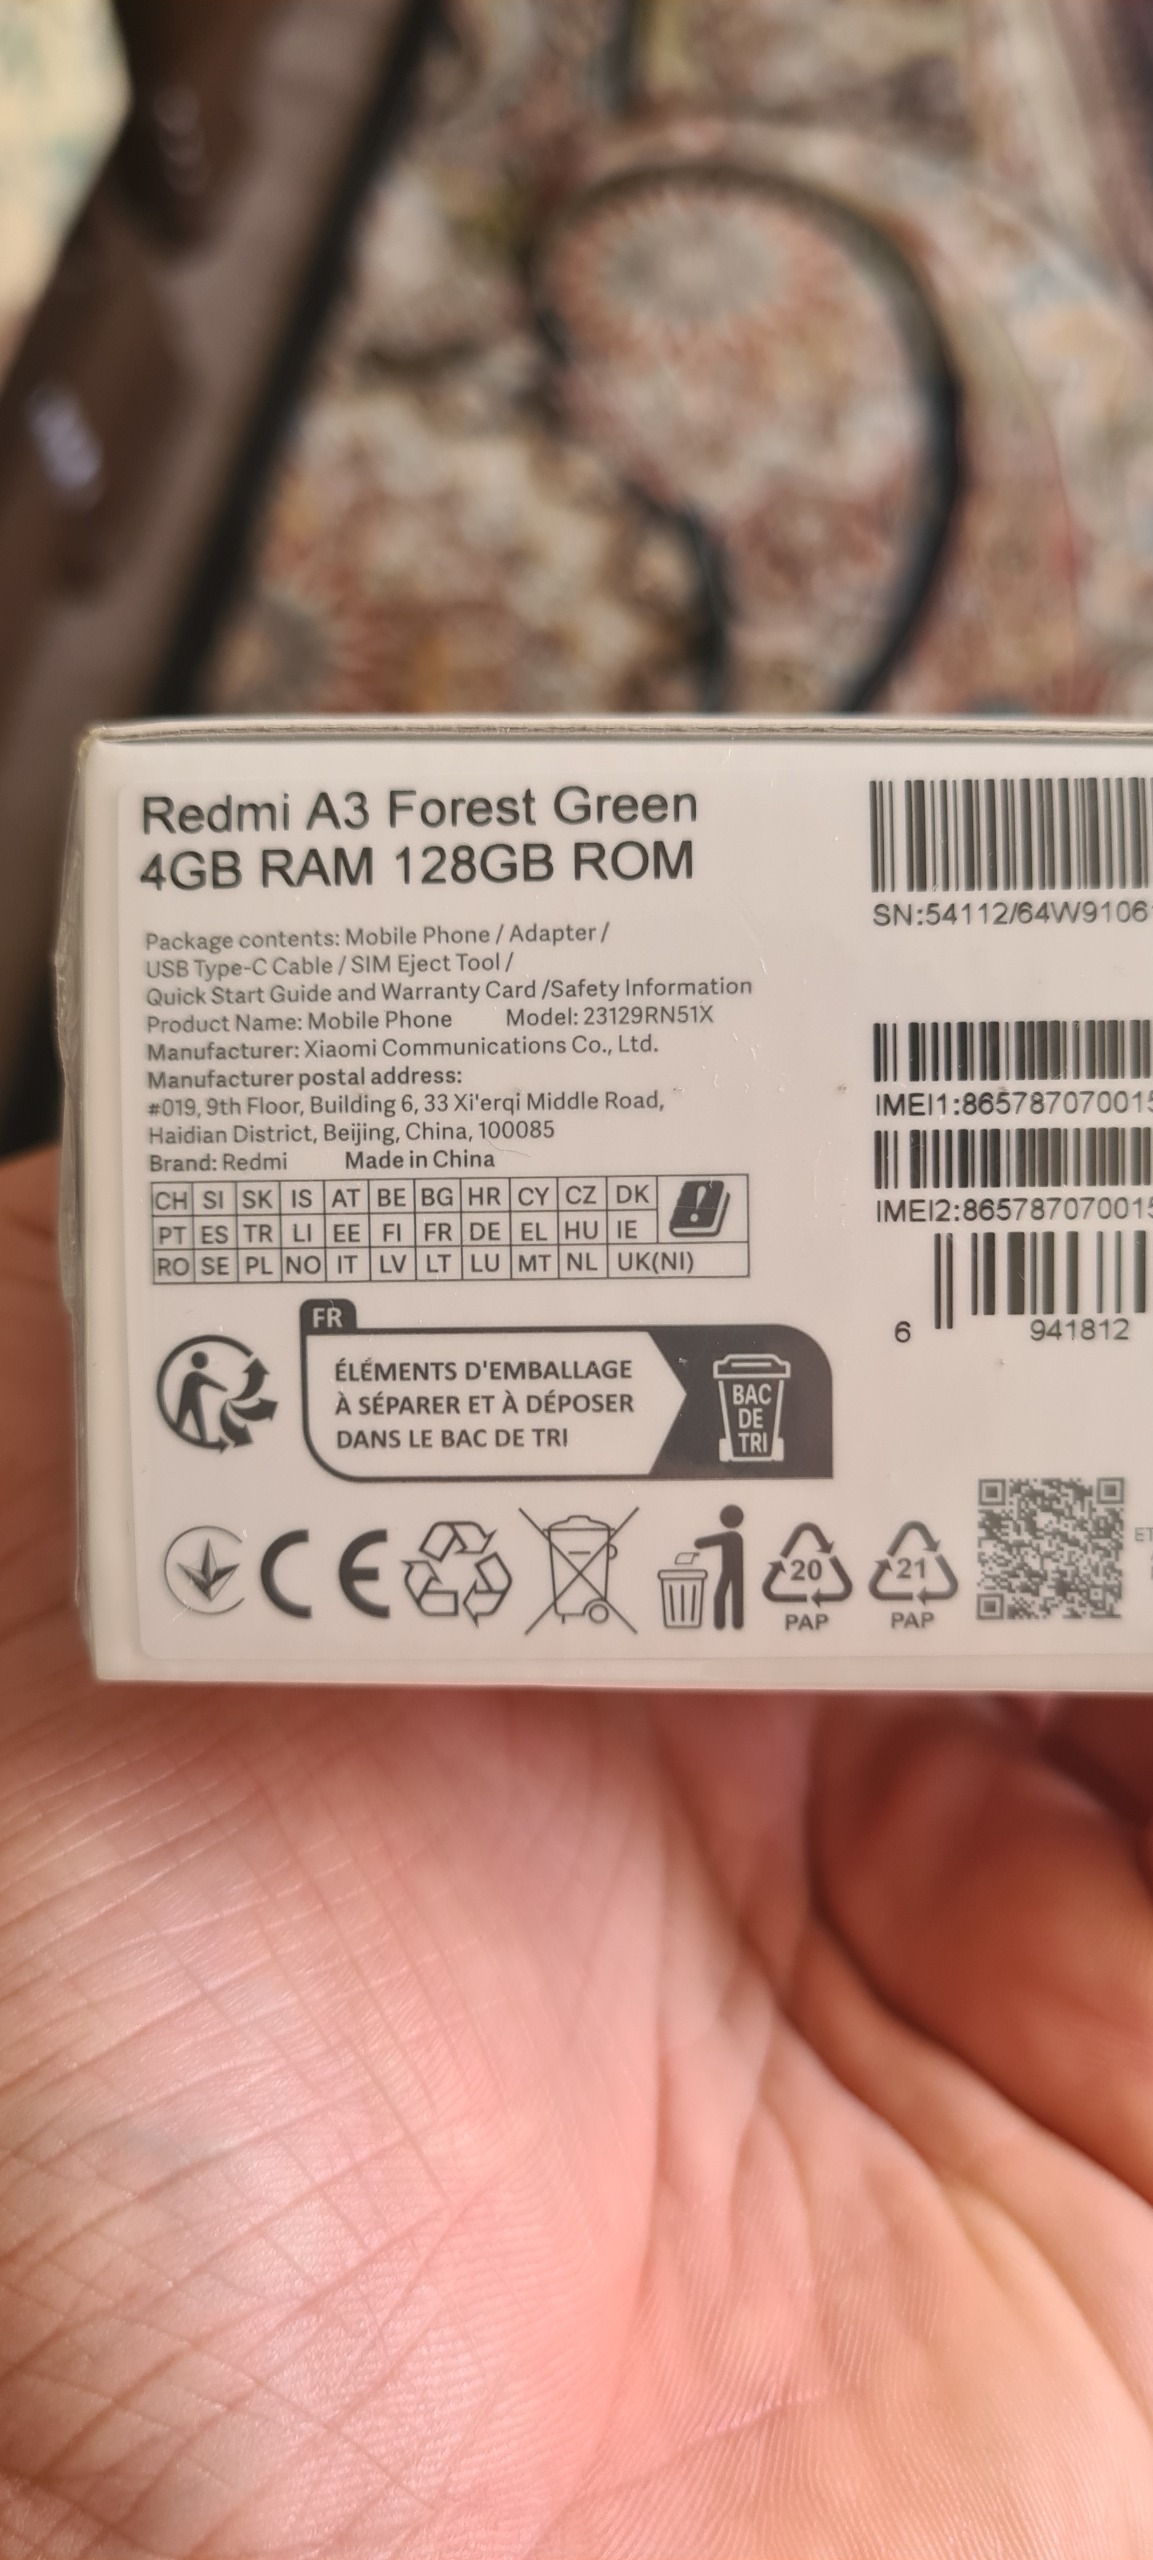 Redmi A3 Forest Green
4GB RAM 128GB ROM
Package contents: Mobile Phone / Adapter /
USB Type-C Cable / SIM Eject Tool /
Quick Start Guide and Warranty Card /Safety Information
Product Name: Mobile Phone Model: 23129RN51X
Manufacturer: Xiaomi Communications Co., Ltd.
Manufacturer postal address:
#019, 9th Floor, Building 6, 33 Xi'erqi Middle Road,
Haidian District, Beijing, China, 100085
Brand: Redmi Made in China
CH SI SK IS AT BE BG HR CY CZ DK
PT ES TR LI EE FI FR DE EL HU IE
RO SE PL NO IT LV LT LU MT NL UK(NI)
FR
ÉLÉMENTS D'EMBALLAGE
À SÉPARER ET À DÉPOSER
DANS LE BAC DE TRI
BAC
DE
TRI
CE
20
PAP
21
PAP
SN:54112/64W9106
IMEI1:86578707001
IMEI2:86578707001
6 941812